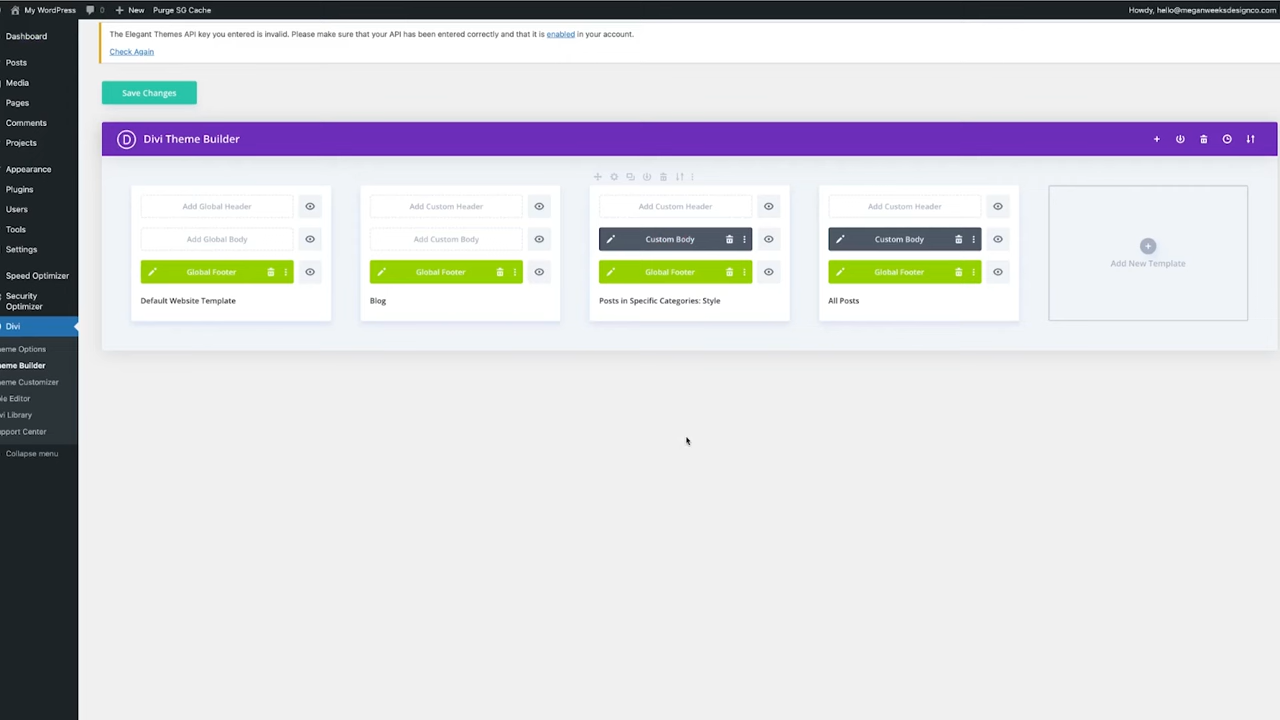 My WordPress 0 + New Purge SG Cache Howdy, hello@meganweeksdesignco.com
Dashboard
Posts
Media
Pages
Comments
Projects
Appearance
Plugins
Users
Tools
Settings
Speed Optimizer
Security
Optimizer
Divi
heme Options
eme Builder
eme Customizer
ole Editor
vi Library
upport Center
Collapse menu
The Elegant Themes API key you entered is invalid. Please make sure that your API has been entered correctly and that it is enabled in your account.
Check Again
Save Changes
D Divi Theme Builder
Add Global Header
Add Global Body
Global Footer
Default Website Template
Add Custom Header
Add Custom Body
Global Footer
Blog
Add Custom Header
Custom Body
Global Footer
Posts in Specific Categories: Style
Add Custom Header
Custom Body
Global Footer
All Posts
Add New Template